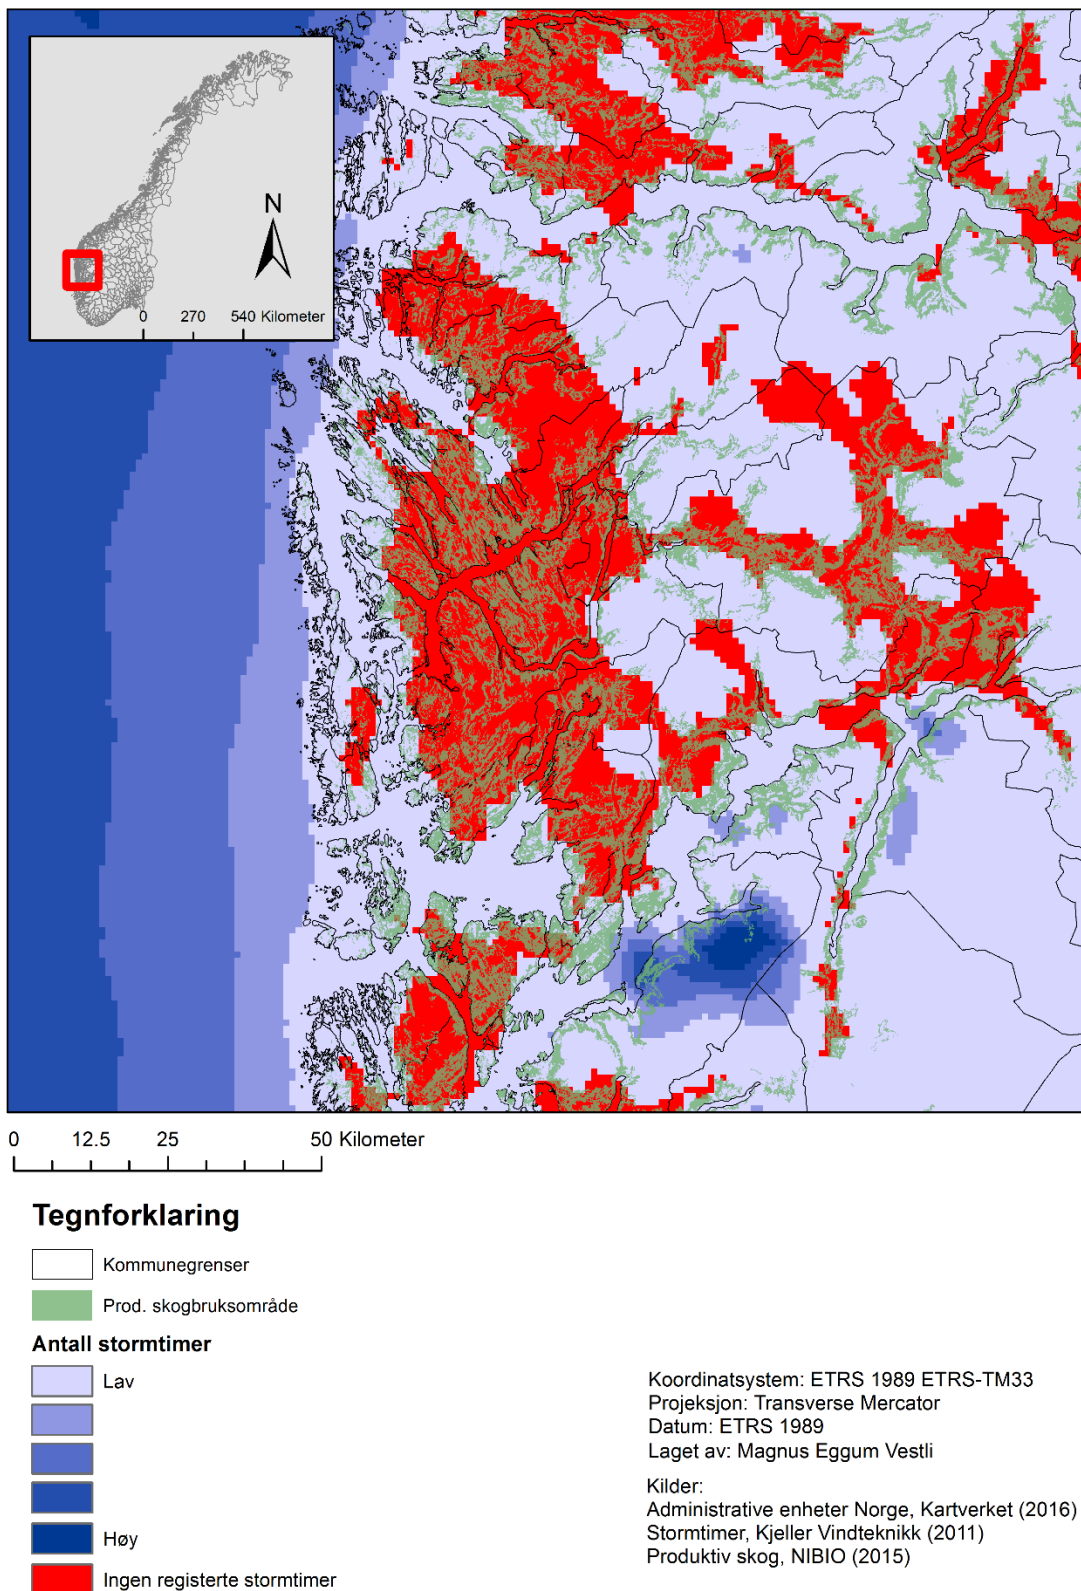 N
0 270 540 Kilometer
0 12.5 25 50 Kilometer
Tegnforklaring
Kommunegrenser
Prod. skogbruksområde
Antall stormtimer
Lav
Høy
Ingen registerte stormtimer
Koordinatsystem: ETRS 1989 ETRS-TM33
Projeksjon: Transverse Mercator
Datum: ETRS 1989
Laget av: Magnus Eggum Vestli
Kilder:
Administrative enheter Norge, Kartverket (2016)
Stormtimer, Kjeller Vindteknikk (2011)
Produktiv skog, NIBIO (2015)